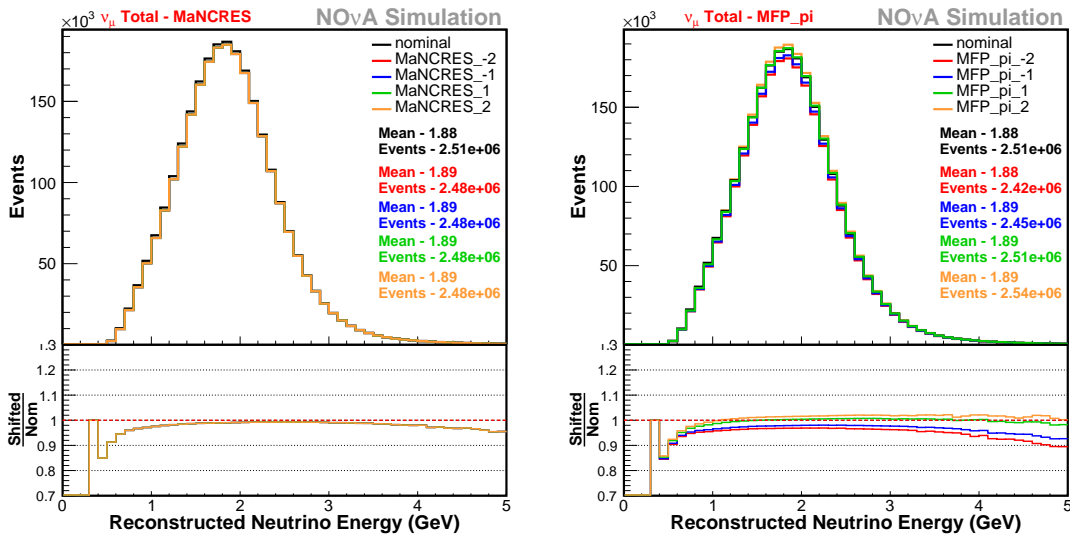 ×10³ νμ Total - MaNCRES NOνA Simulation
nominal
MaNCRES_-2
MaNCRES_-1
MaNCRES_1
MaNCRES_2
Mean - 1.88
Events - 2.51e+06
Mean - 1.89
Events - 2.48e+06
Mean - 1.89
Events - 2.48e+06
Mean - 1.89
Events - 2.48e+06
Mean - 1.89
Events - 2.48e+06
Events
150
100
50
1.3
1.2
1.1
1
0.9
0.8
0.7
Shifted
Nom
0 1 2 3 4 5
Reconstructed Neutrino Energy (GeV)
×10³ νμ Total - MFP_pi NOνA Simulation
nominal
MFP_pi_-2
MFP_pi_-1
MFP_pi_1
MFP_pi_2
Mean - 1.88
Events - 2.51e+06
Mean - 1.88
Events - 2.42e+06
Mean - 1.89
Events - 2.45e+06
Mean - 1.89
Events - 2.51e+06
Mean - 1.89
Events - 2.54e+06
Events
150
100
50
1.3
1.2
1.1
1
0.9
0.8
0.7
Shifted
Nom
0 1 2 3 4 5
Reconstructed Neutrino Energy (GeV)